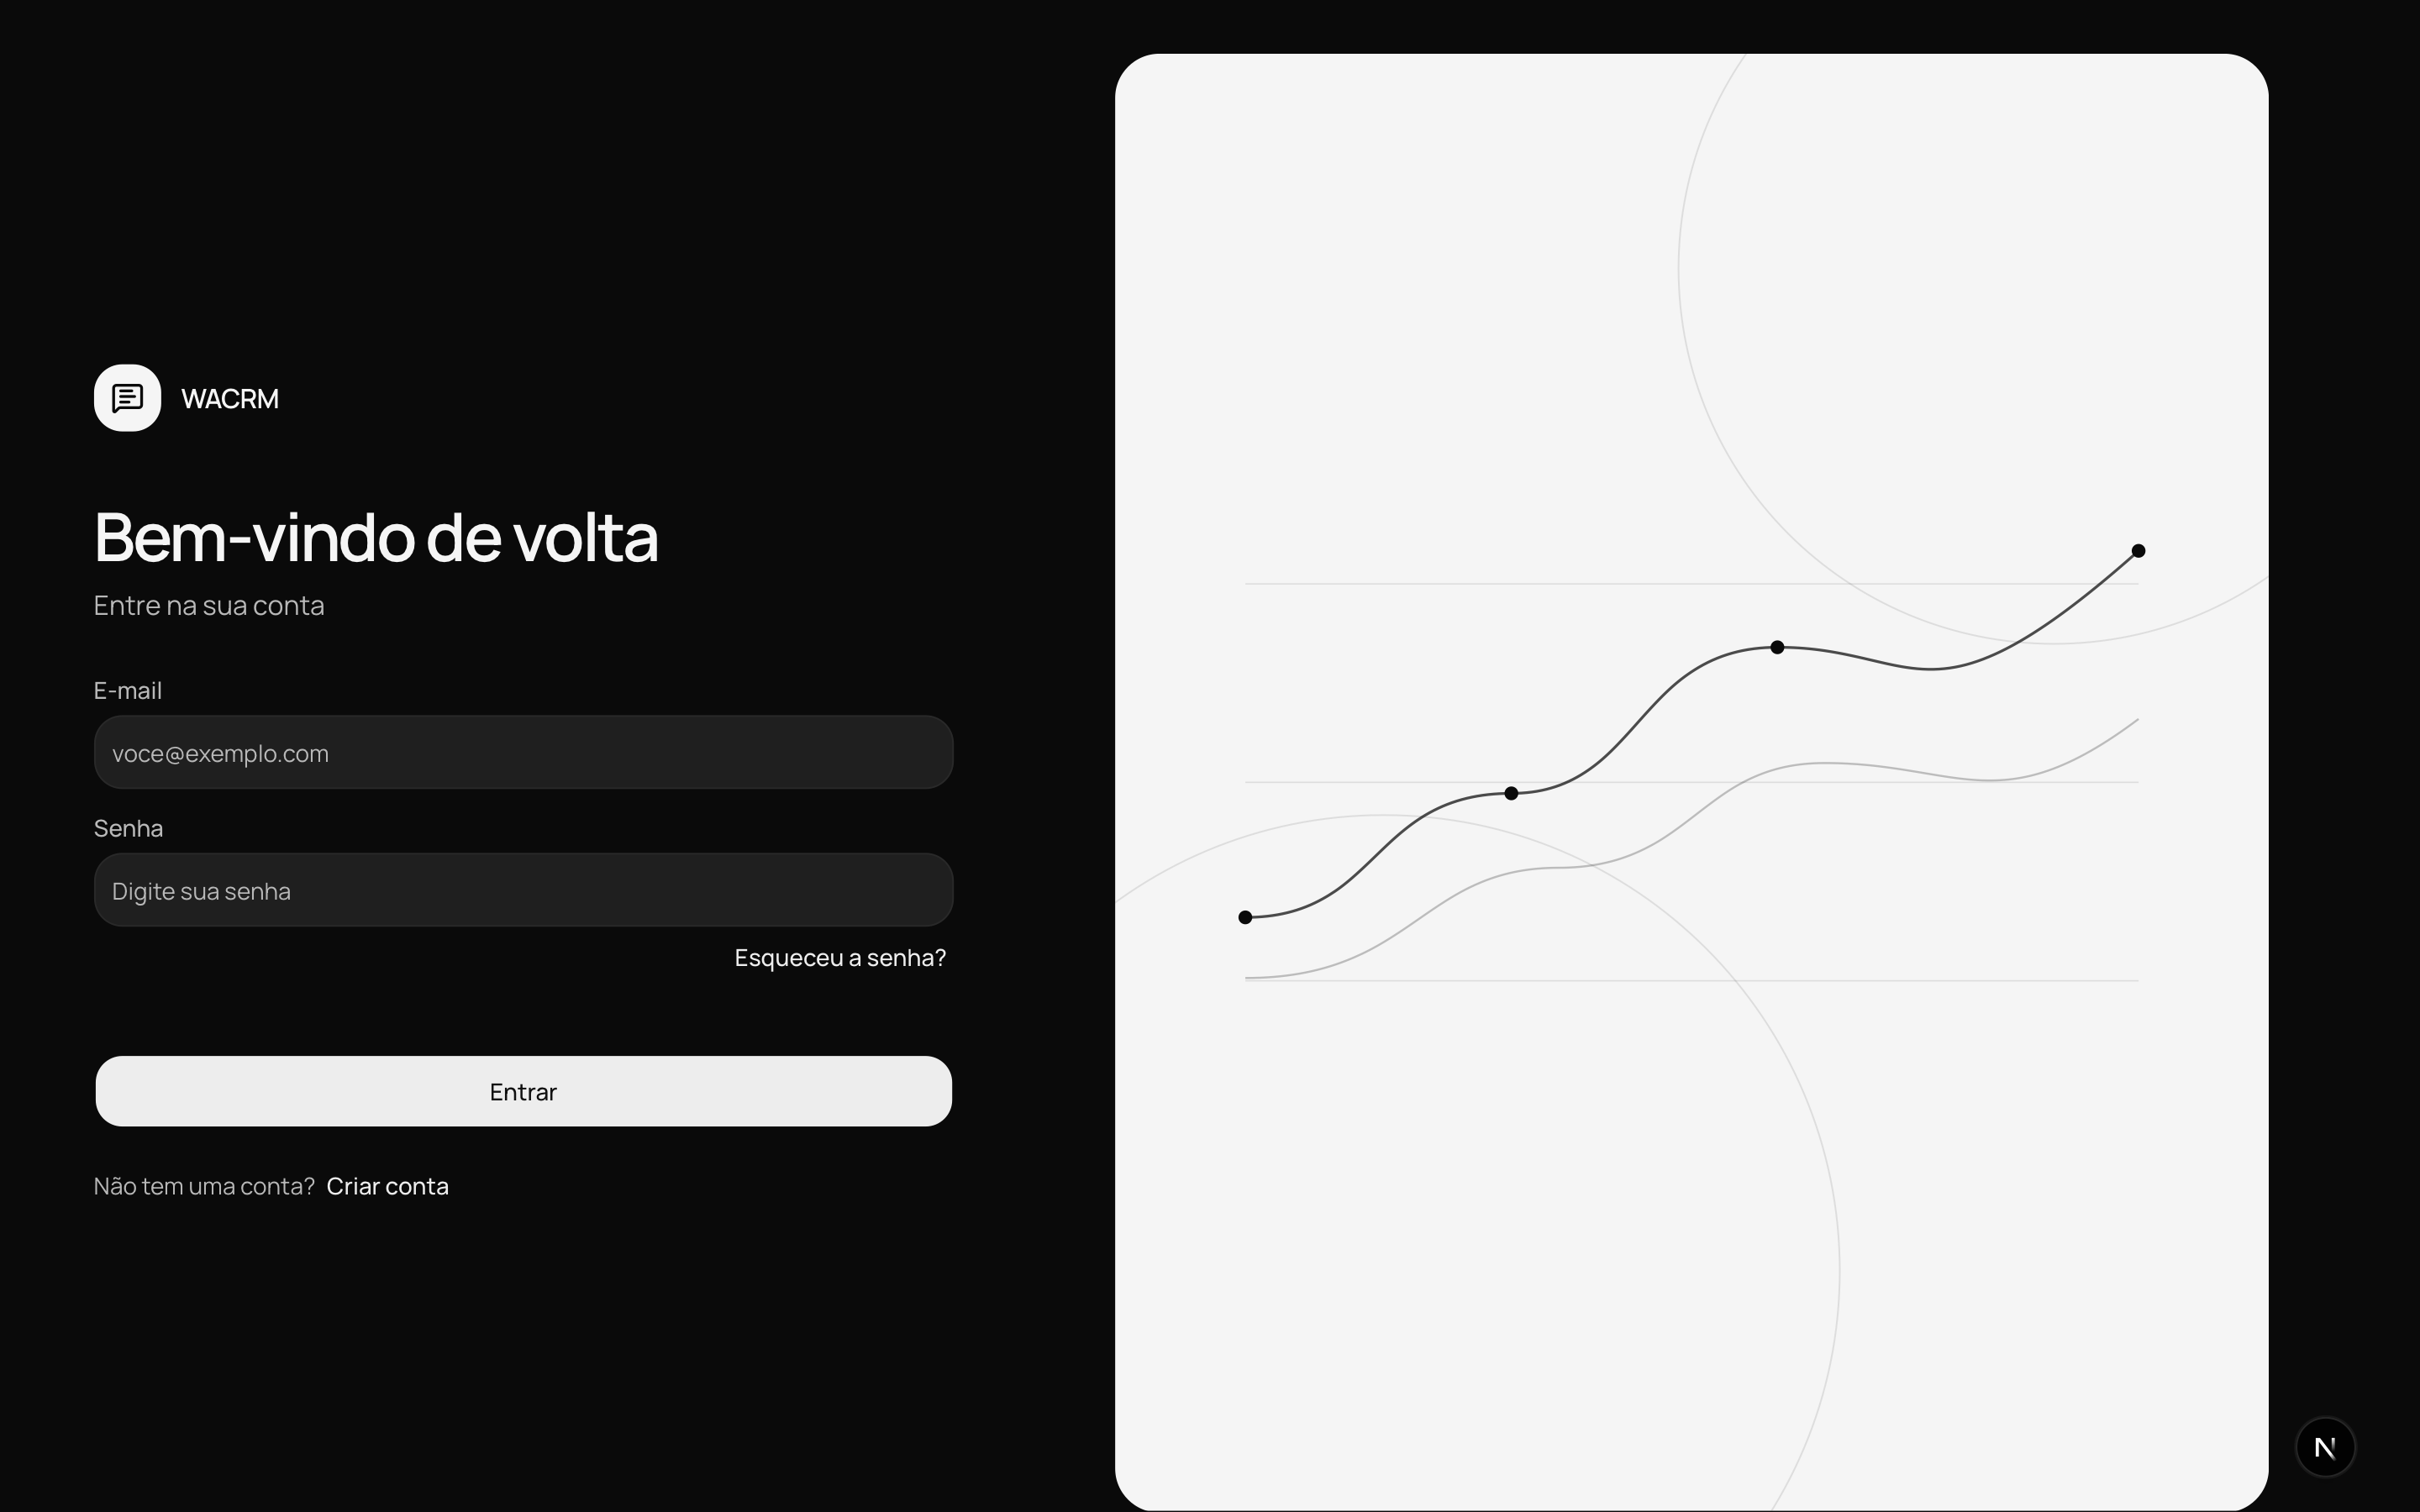 WACRM
Bem-vindo de volta
Entre na sua conta
E-mail
voce@exemplo.com
Senha
Digite sua senha
Esqueceu a senha?
Entrar
Não tem uma conta? Criar conta
N